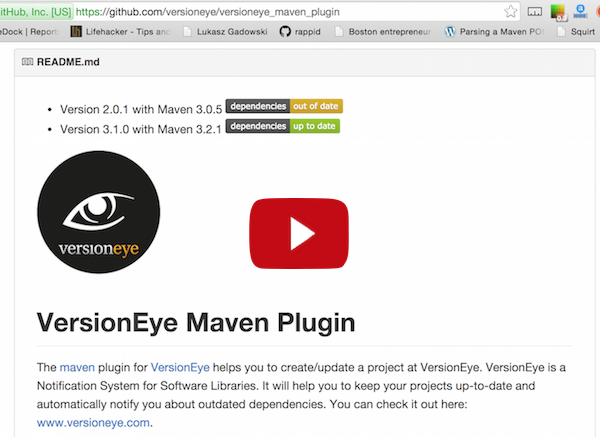 itHub, Inc. [US] https://github.com/versioneye/versioneye_maven_plugin
eDock | Report Lifehacker - Tips and Lukasz Gadowski rappid Boston entrepreneur Parsing a Maven PO Squirt
README.md
• Version 2.0.1 with Maven 3.0.5 dependencies out of date
• Version 3.1.0 with Maven 3.2.1 dependencies up to date
versioneye
VersionEye Maven Plugin
The maven plugin for VersionEye helps you to create/update a project at VersionEye. VersionEye is a
Notification System for Software Libraries. It will help you to keep your projects up-to-date and
automatically notify you about outdated dependencies. You can check it out here:
www.versioneye.com.